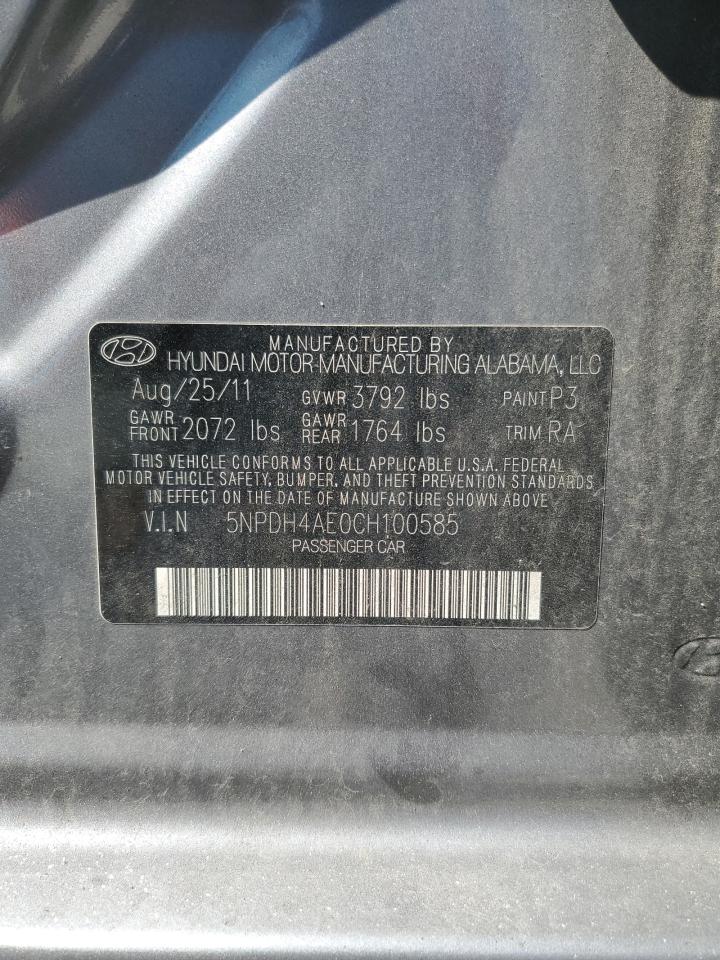 MANUFACTURED BY
HYUNDAI MOTOR MANUFACTURING ALABAMA, LLC
Aug/25/11 GVWR 3792 lbs PAINT P3
GAWR FRONT 2072 lbs GAWR REAR 1764 lbs TRIM RA
THIS VEHICLE CONFORMS TO ALL APPLICABLE U.S.A. FEDERAL
MOTOR VEHICLE SAFETY, BUMPER, AND THEFT PREVENTION STANDARDS
IN EFFECT ON THE DATE OF MANUFACTURE SHOWN ABOVE.
V.I.N 5NPDH4AE0CH100585
PASSENGER CAR